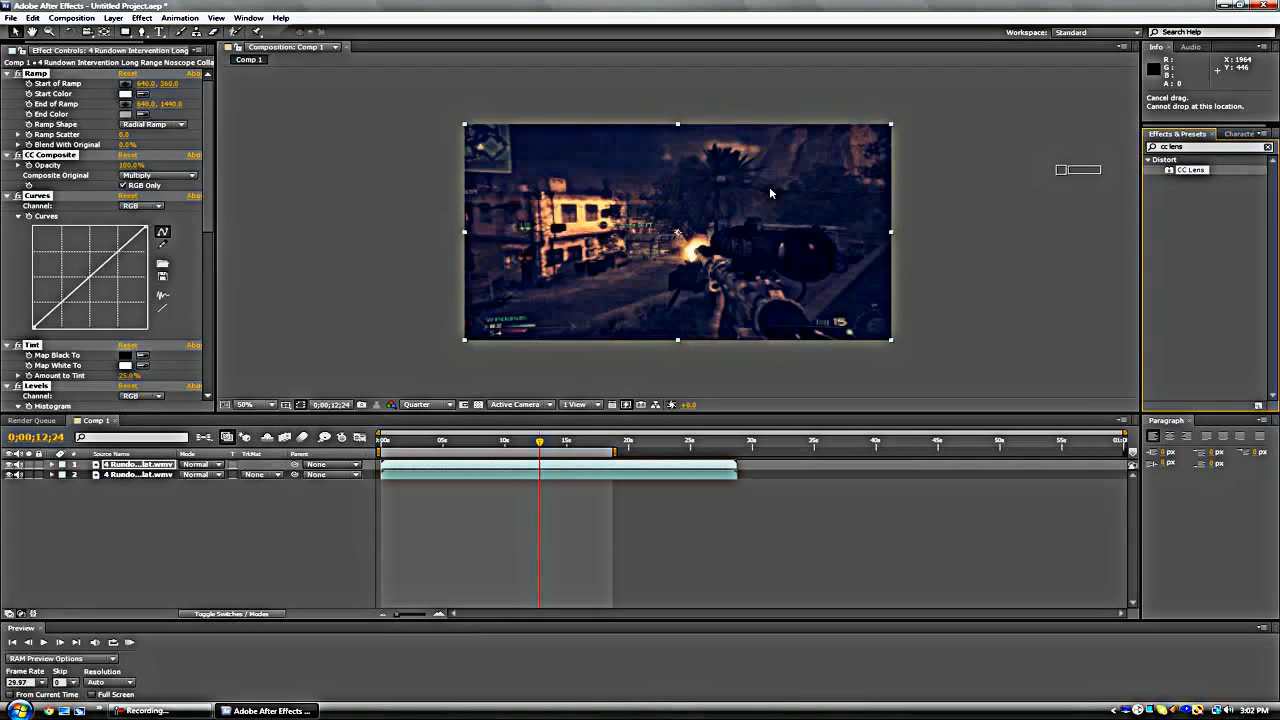 Adobe After Effects - Untitled Project.aep *
File Edit Composition Layer Effect Animation View Window Help
Workspace: Standard Search Help
Effect Controls: 4 Rundown Intervention Long
Composition: Comp 1
Info Audio
Comp 1 • 4 Rundown Intervention Long Range Noscope Colla
Comp 1
R: X: 1964
G: Y: 446
B:
A: 0
Ramp Reset Abo
Start of Ramp 640.0, 360.0
Start Color
End of Ramp 640.0, 1440.0
End Color
Ramp Shape Radial Ramp
Ramp Scatter 0.0
Blend With Original 0.0%
Cancel drag.
Cannot drop at this location.
Effects & Presets Characte
cc lens
Distort
CC Lens
CC Composite Reset Abo
Opacity 100.0%
Composite Original Multiply
RGB Only
Curves Reset Abo
Channel: RGB
Curves
Tint Reset Abo
Map Black To
Map White To
Amount to Tint 25.0%
Levels Reset Abo
Channel: RGB
Histogram
15
50% 0;00;12;24 Quarter Active Camera 1 View +0.0
Render Queue Comp 1
Paragraph
0;00;12;24
0:00s 05s 10s 15s 20s 25s 30s 35s 40s 45s 50s 55s 01:00
# Source Name Mode T TrkMat Parent
1 4 Rundo...lat.wmv Normal None
2 4 Rundo...lat.wmv Normal None None
0 px 0 px 0 px
0 px 0 px
Toggle Switches / Modes
Preview
RAM Preview Options
Frame Rate Skip Resolution
29.97 0 Auto
From Current Time Full Screen
Recording... Adobe After Effects ... 3:02 PM